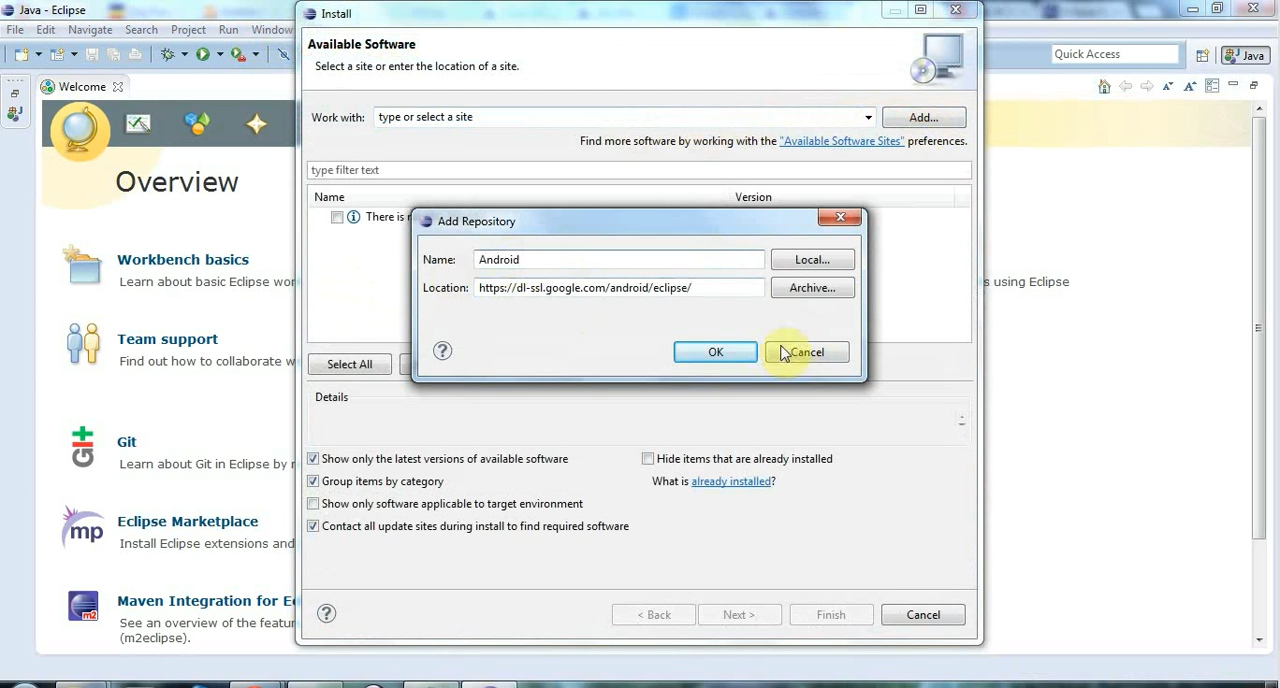 Java - Eclipse
File Edit Navigate Search Project Run Window
Quick Access
Java
Welcome
Overview
Workbench basics
Learn about basic Eclipse wor
s using Eclipse
Team support
Find out how to collaborate w
Git
Learn about Git in Eclipse by r
Eclipse Marketplace
Install Eclipse extensions and
Maven Integration for E
See an overview of the featur
(m2eclipse).
Install
Available Software
Select a site or enter the location of a site.
Work with: type or select a site Add...
Find more software by working with the "Available Software Sites" preferences.
type filter text
Name Version
There is
Add Repository
Name: Android Local...
Location: https://dl-ssl.google.com/android/eclipse/ Archive...
OK Cancel
Select All
Details
Show only the latest versions of available software
Hide items that are already installed
Group items by category
What is already installed?
Show only software applicable to target environment
Contact all update sites during install to find required software
< Back Next > Finish Cancel